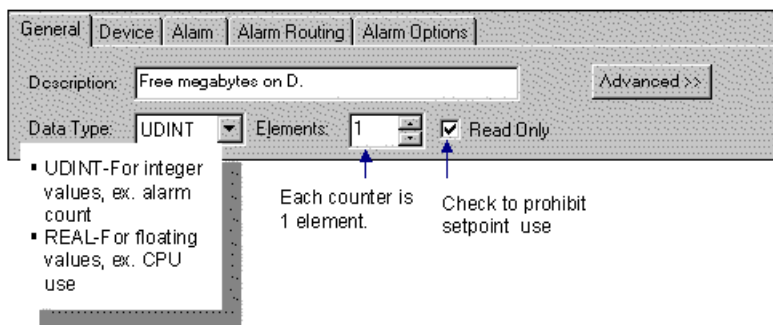 General Device Alarm Alarm Routing Alarm Options
Description: Free megabytes on D. Advanced >>
Data Type: UDINT Elements: 1 Read Only
▪ UDINT-For integer
values, ex. alarm
count
▪ REAL-For floating
values, ex. CPU
use
Each counter is
1 element.
Check to prohibit
setpoint use